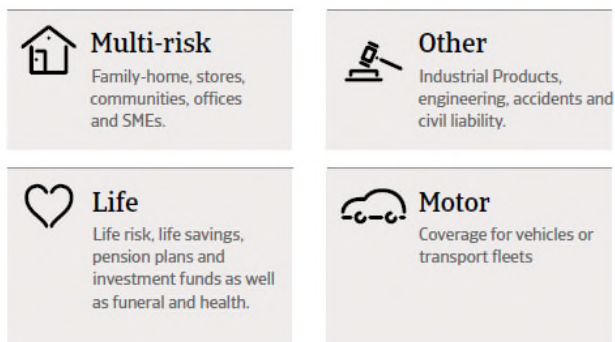 Multi-risk
Family-home, stores,
communities, offices
and SMEs.
Other
Industrial Products,
engineering, accidents and
civil liability.
Life
Life risk, life savings,
pension plans and
investment funds as well
as funeral and health.
Motor
Coverage for vehicles or
transport fleets